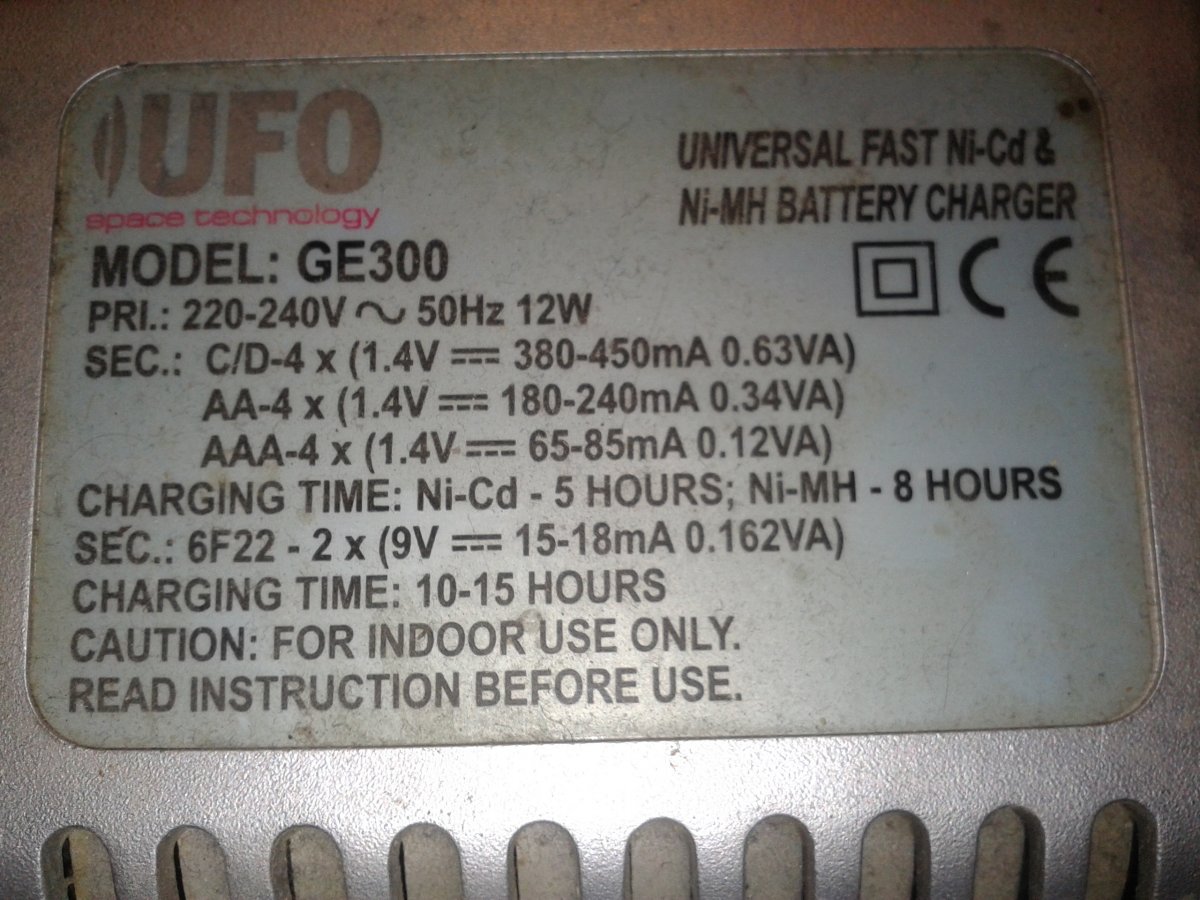 UFO
space technology
UNIVERSAL FAST Ni-Cd &
Ni-MH BATTERY CHARGER
MODEL: GE300
CE
PRI.: 220-240V ~ 50Hz 12W
SEC.: C/D-4 x (1.4V ⎓ 380-450mA 0.63VA)
AA-4 x (1.4V ⎓ 180-240mA 0.34VA)
AAA-4 x (1.4V ⎓ 65-85mA 0.12VA)
CHARGING TIME: Ni-Cd - 5 HOURS; Ni-MH - 8 HOURS
SEC.: 6F22 - 2 x (9V ⎓ 15-18mA 0.162VA)
CHARGING TIME: 10-15 HOURS
CAUTION: FOR INDOOR USE ONLY.
READ INSTRUCTION BEFORE USE.